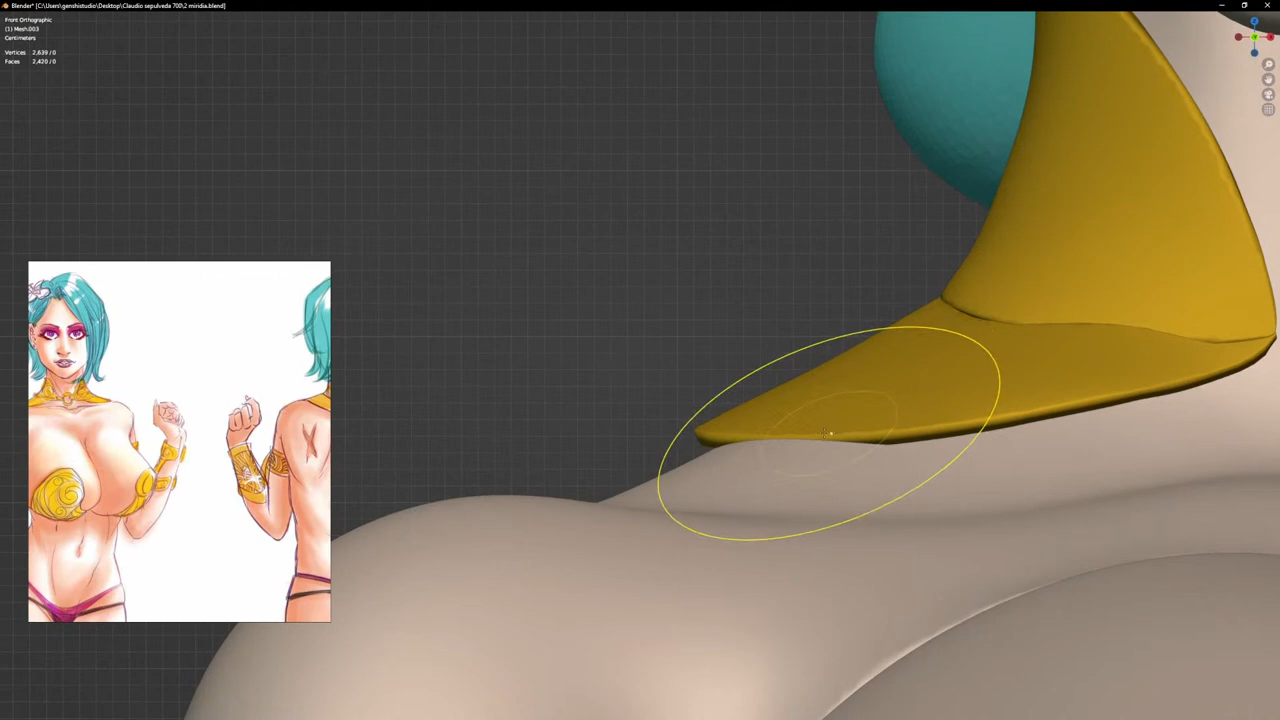 Blender* [C:\Users\genshistudio\Desktop\Claudio sepulveda 700\2 miridia.blend]
Front Orthographic
(1) Mesh.003
Centimeters
Vertices 2,639/0
Faces 2,420/0